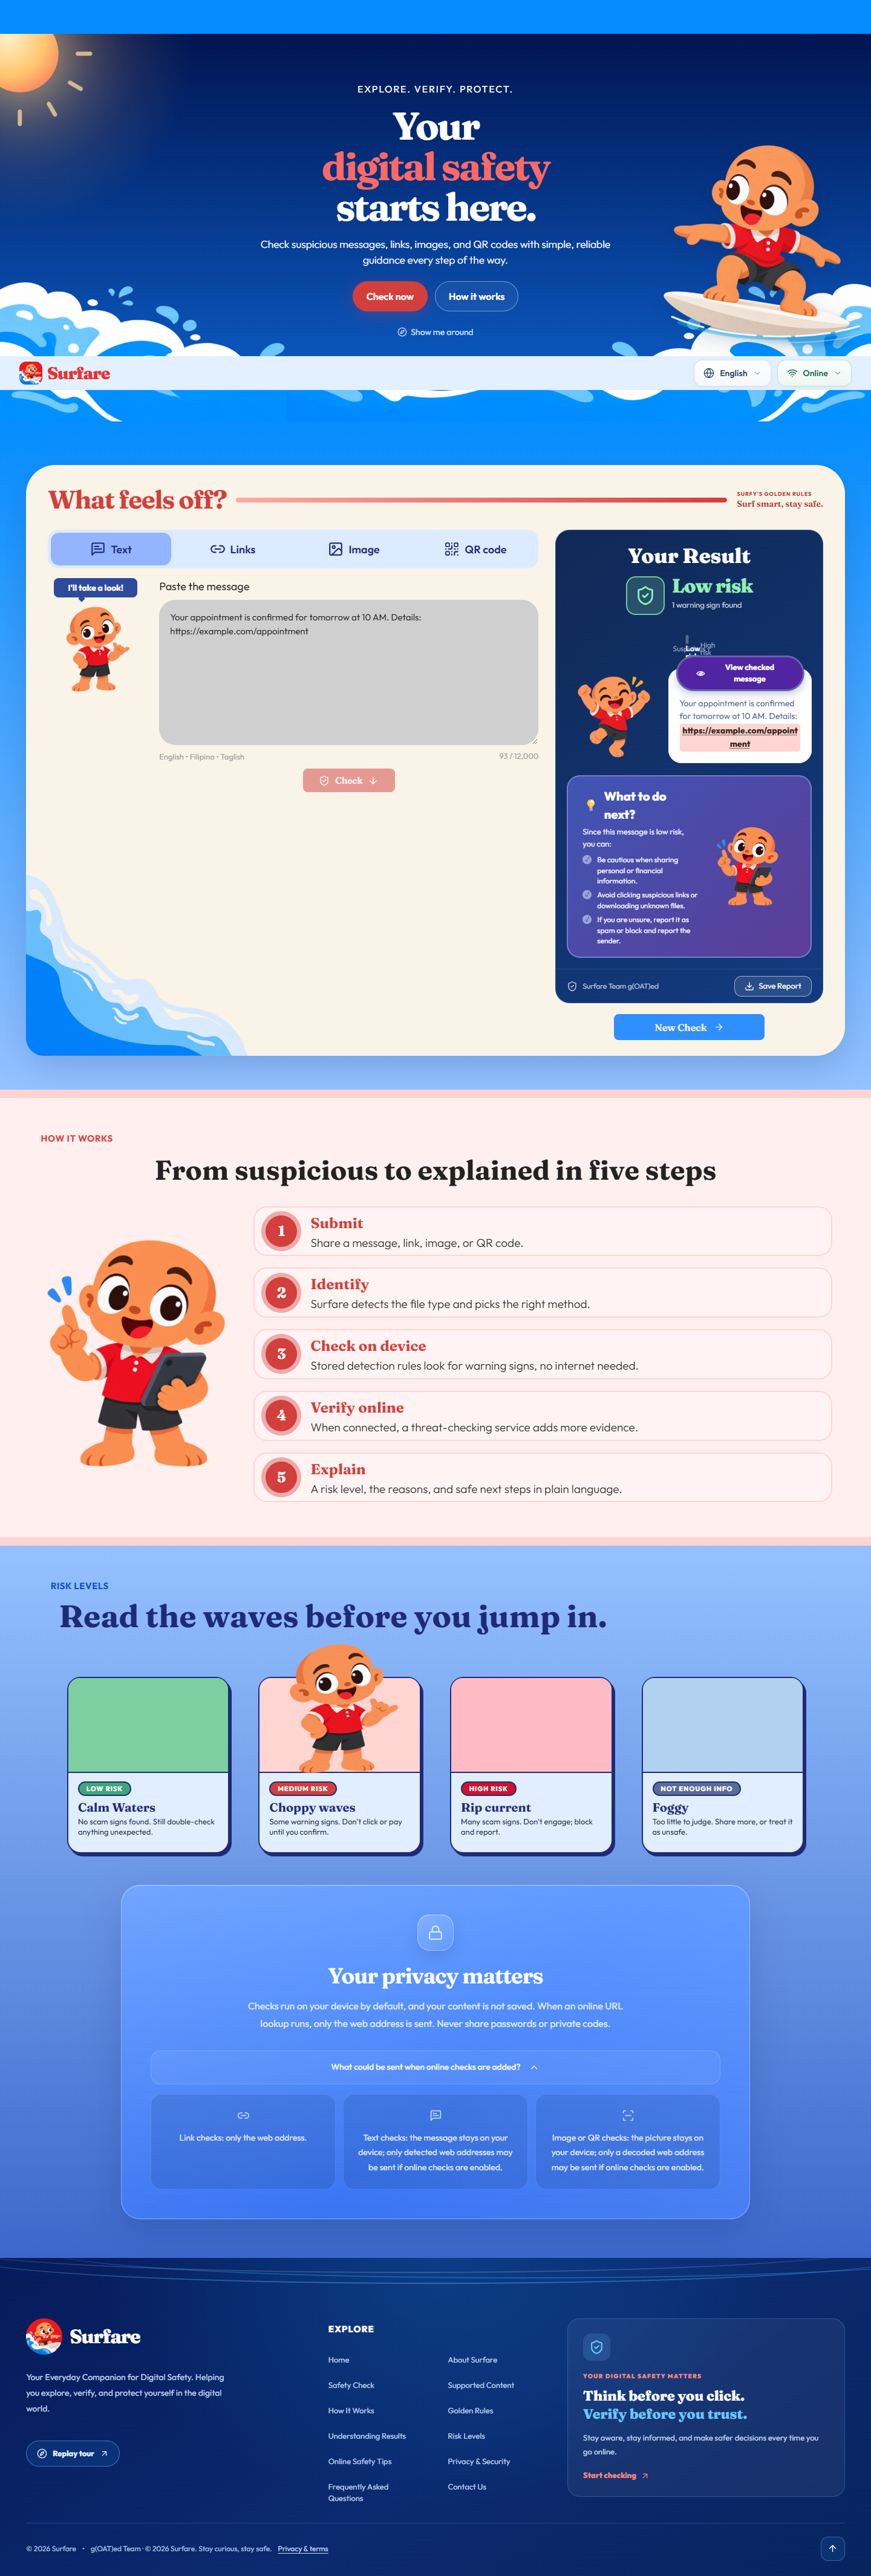 EXPLORE. VERIFY. PROTECT.
Your
digital safety
starts here.
Check suspicious messages, links, images, and QR codes with simple, reliable
guidance every step of the way.
Check now
How it works
Show me around
Surfare
English
Online
What feels off?
SURFY'S GOLDEN RULES
Surf smart, stay safe.
Text
Links
Image
QR code
I'll take a look!
Paste the message
Your appointment is confirmed for tomorrow at 10 AM. Details:
https://example.com/appointment
English • Filipino • Taglish
93 / 12,000
Check
Your Result
Low risk
1 warning sign found
Low
High
risk
View checked
message
Your appointment is confirmed
for tomorrow at 10 AM. Details:
https://example.com/appoint
ment
What to do
next?
Since this message is low risk,
you can:
Be cautious when sharing
personal or financial
information.
Avoid clicking suspicious links or
downloading unknown files.
If you are unsure, report it as
spam or block and report the
sender.
Surfare Team g(OAT)ed
Save Report
New Check
HOW IT WORKS
From suspicious to explained in five steps
1
Submit
Share a message, link, image, or QR code.
2
Identify
Surfare detects the file type and picks the right method.
3
Check on device
Stored detection rules look for warning signs, no internet needed.
4
Verify online
When connected, a threat-checking service adds more evidence.
5
Explain
A risk level, the reasons, and safe next steps in plain language.
RISK LEVELS
Read the waves before you jump in.
LOW RISK
Calm Waters
No scam signs found. Still double-check
anything unexpected.
MEDIUM RISK
Choppy waves
Some warning signs. Don't click or pay
until you confirm.
HIGH RISK
Rip current
Many scam signs. Don't engage; block
and report.
NOT ENOUGH INFO
Foggy
Too little to judge. Share more, or treat it
as unsafe.
Your privacy matters
Checks run on your device by default, and your content is not saved. When an online URL
lookup runs, only the web address is sent. Never share passwords or private codes.
What could be sent when online checks are added?
Link checks: only the web address.
Text checks: the message stays on your
device; only detected web addresses may
be sent if online checks are enabled.
Image or QR checks: the picture stays on
your device; only a decoded web address
may be sent if online checks are enabled.
Surfare
Your Everyday Companion for Digital Safety. Helping
you explore, verify, and protect yourself in the digital
world.
Replay tour
EXPLORE
Home
Safety Check
How It Works
Understanding Results
Online Safety Tips
Frequently Asked
Questions
About Surfare
Supported Content
Golden Rules
Risk Levels
Privacy & Security
Contact Us
YOUR DIGITAL SAFETY MATTERS
Think before you click.
Verify before you trust.
Stay aware, stay informed, and make safer decisions every time you
go online.
Start checking
© 2026 Surfare • g(OAT)ed Team · © 2026 Surfare. Stay curious, stay safe. Privacy & terms